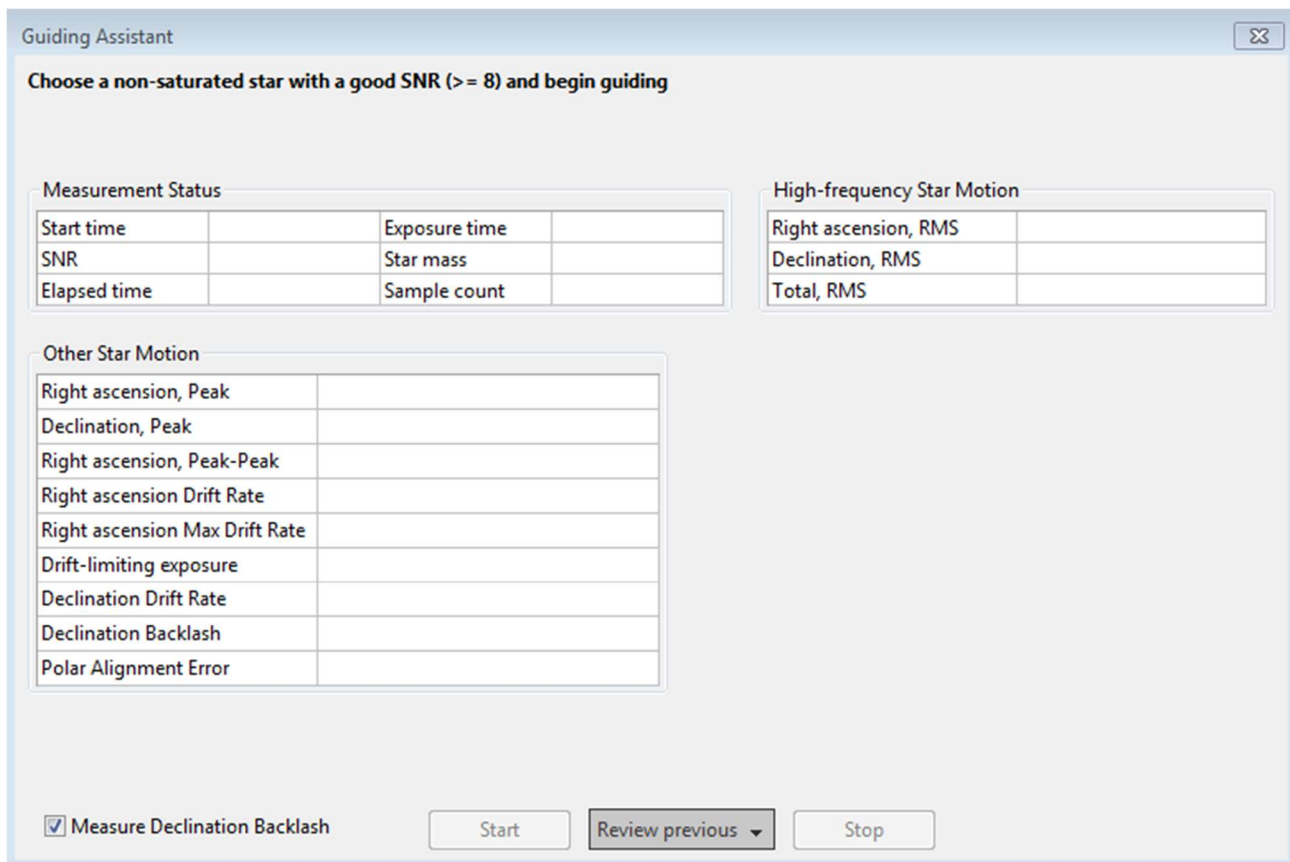 Guiding Assistant
Choose a non-saturated star with a good SNR (>= 8) and begin guiding
Measurement Status
Start time Exposure time
SNR Star mass
Elapsed time Sample count
High-frequency Star Motion
Right ascension, RMS
Declination, RMS
Total, RMS
Other Star Motion
Right ascension, Peak
Declination, Peak
Right ascension, Peak-Peak
Right ascension Drift Rate
Right ascension Max Drift Rate
Drift-limiting exposure
Declination Drift Rate
Declination Backlash
Polar Alignment Error
Measure Declination Backlash Start Review previous Stop